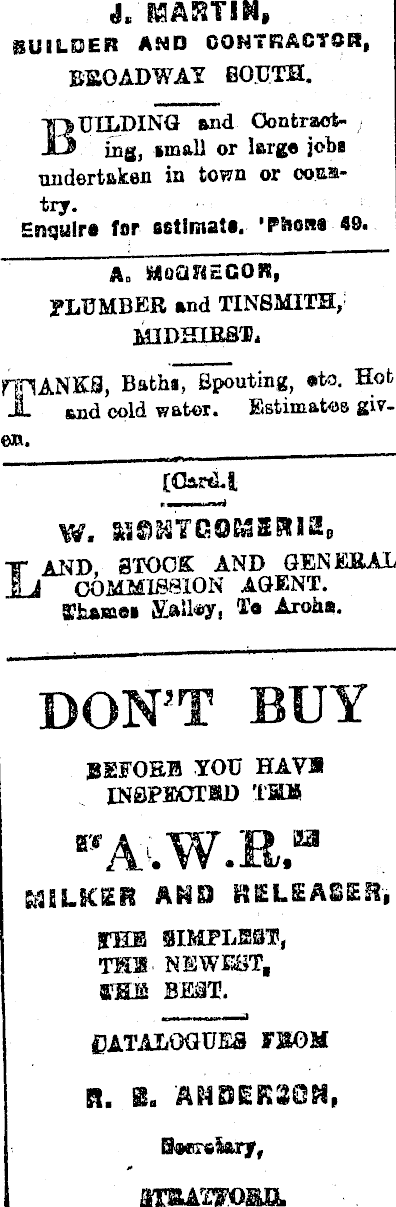 J. MARTIN,
BUILDER AND CONTRACTOR,
BROADWAY SOUTH.
BUILDING and Contract-
ing, small or large jobs
undertaken in town or coun-
try.
Enquire for estimate. 'Phone 49.
A. McGREGOR,
PLUMBER and TINSMITH,
MIDHIRST.
TANKS, Baths, Spouting, etc. Hot
and cold water. Estimates giv-
en.
[Card.]
W. MONTGOMERIE,
LAND, STOCK AND GENERAL
COMMISSION AGENT.
Thames Valley, Te Aroha.
DON'T BUY
BEFORE YOU HAVE
INSPECTED THE
"A.W.R,"
MILKER AND RELEASER,
THE SIMPLEST,
THE NEWEST,
THE BEST.
CATALOGUES FROM
R. B. ANDERSON,
Secretary,
STRATFORD.